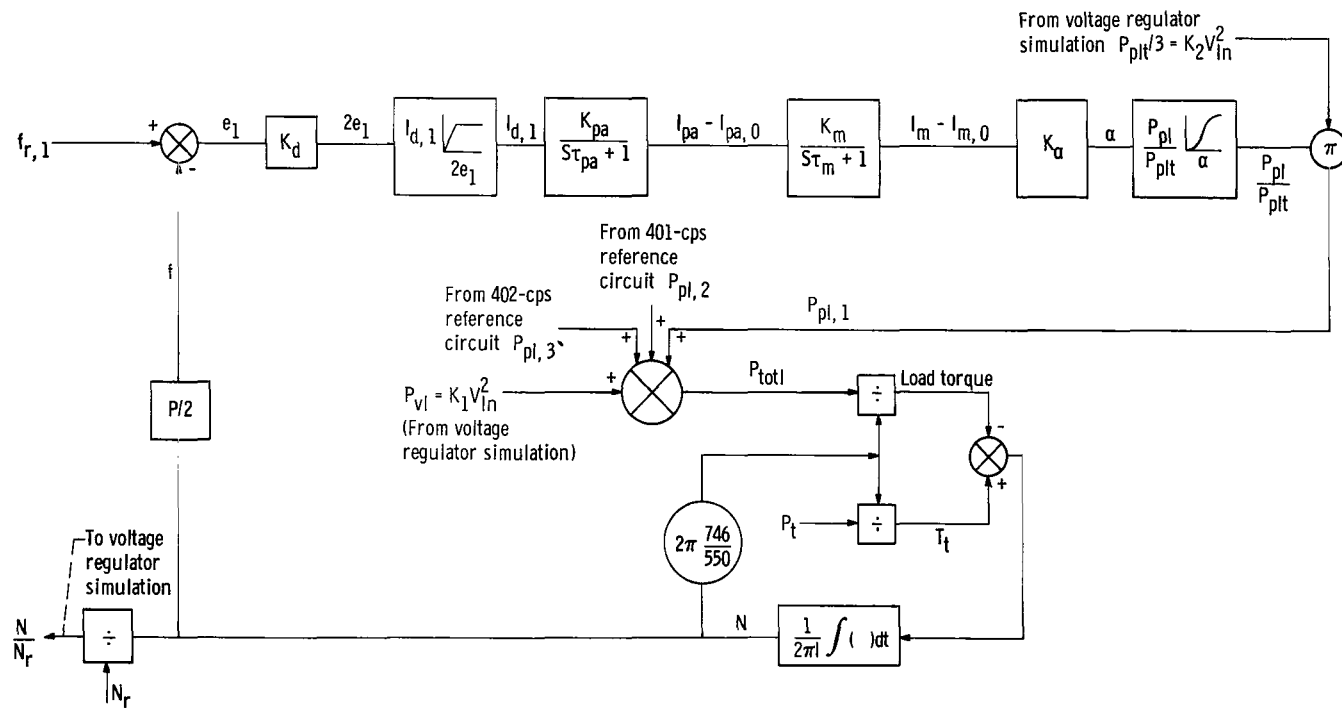 From voltage regulator
simulation P_plt/3 = K_2V_ln^2
f_r,1
+
-
e_1
K_d
2e_1
I_d,1
2e_1
I_d,1
K_pa
Sτ_pa + 1
I_pa - I_pa,0
K_m
Sτ_m + 1
I_m - I_m,0
K_α
α
P_pl
P_plt
α
P_pl
P_plt
π
From 401-cps
reference
circuit P_pl,2
f
From 402-cps
reference
circuit P_pl,3
+
+
+
P_pl,1
P/2
P_vl = K_1V_ln^2
(From voltage
regulator simulation)
+
P_totl
÷
Load torque
-
+
2π 746
550
P_t
÷
T_t
To voltage
regulator
simulation
N
N_r
÷
N_r
N
1
2πI
∫( )dt